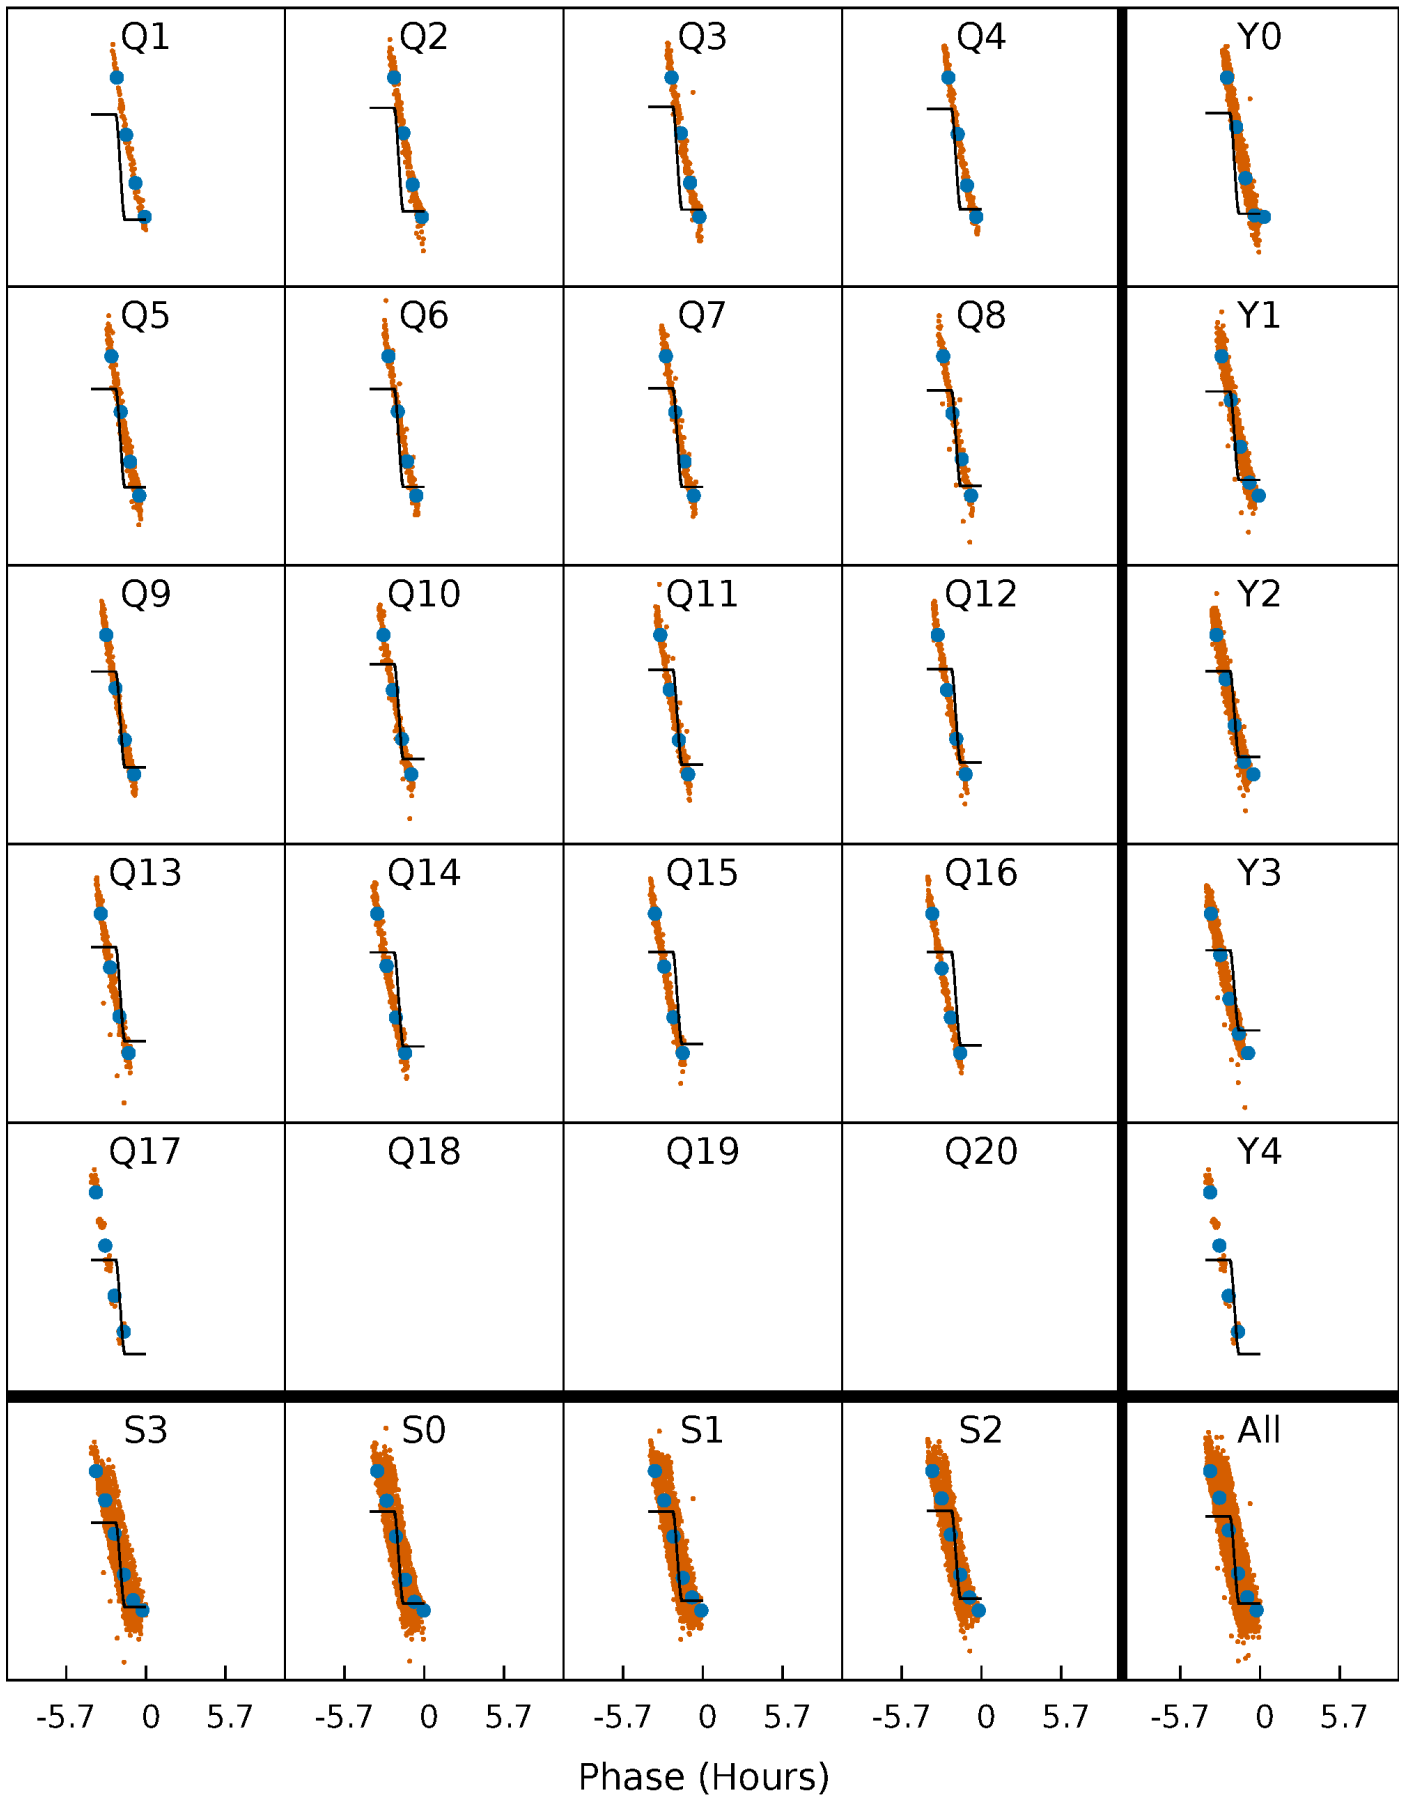 Q1 Q2 Q3 Q4 Y0
Q5 Q6 Q7 Q8 Y1
Q9 Q10 Q11 Q12 Y2
Q13 Q14 Q15 Q16 Y3
Q17 Q18 Q19 Q20 Y4
S3 S0 S1 S2 All
-5.7 0 5.7 -5.7 0 5.7 -5.7 0 5.7 -5.7 0 5.7 -5.7 0 5.7
Phase (Hours)